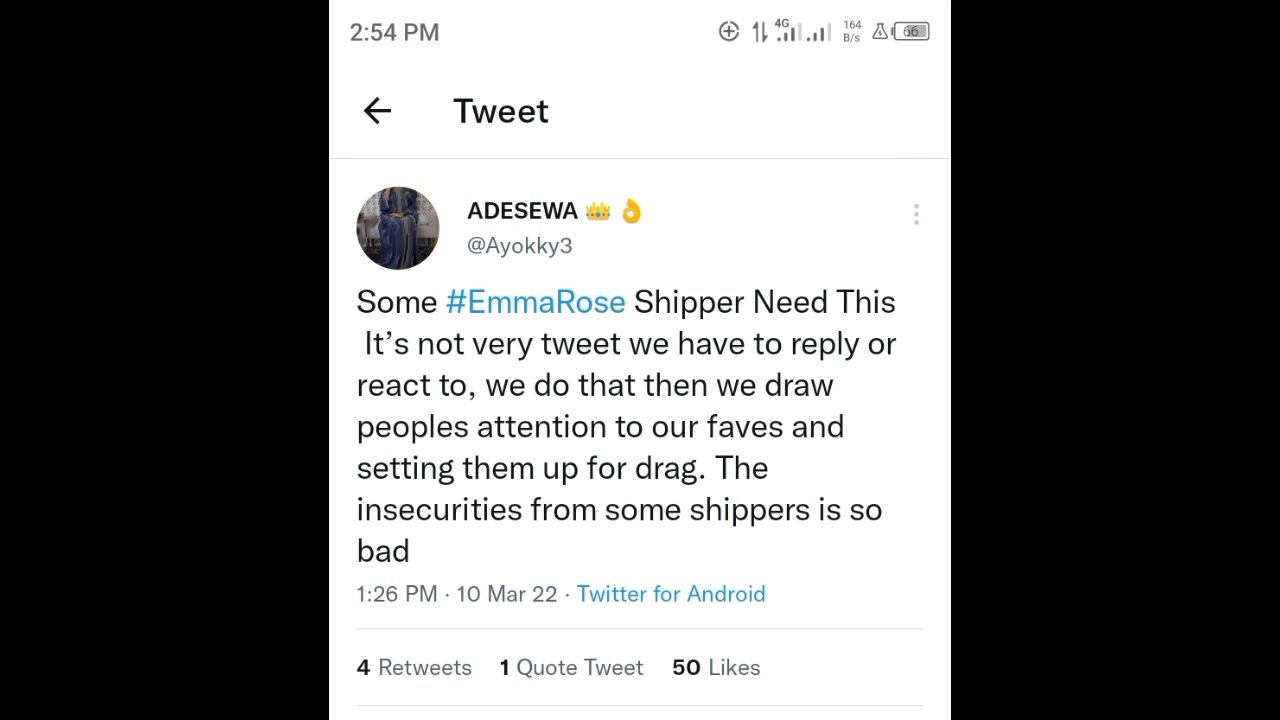 2:54 PM 4G 164 B/s 66
Tweet
ADESEWA 👑 👌
@Ayokky3
Some #EmmaRose Shipper Need This
It’s not very tweet we have to reply or
react to, we do that then we draw
peoples attention to our faves and
setting them up for drag. The
insecurities from some shippers is so
bad
1:26 PM · 10 Mar 22 · Twitter for Android
4 Retweets 1 Quote Tweet 50 Likes